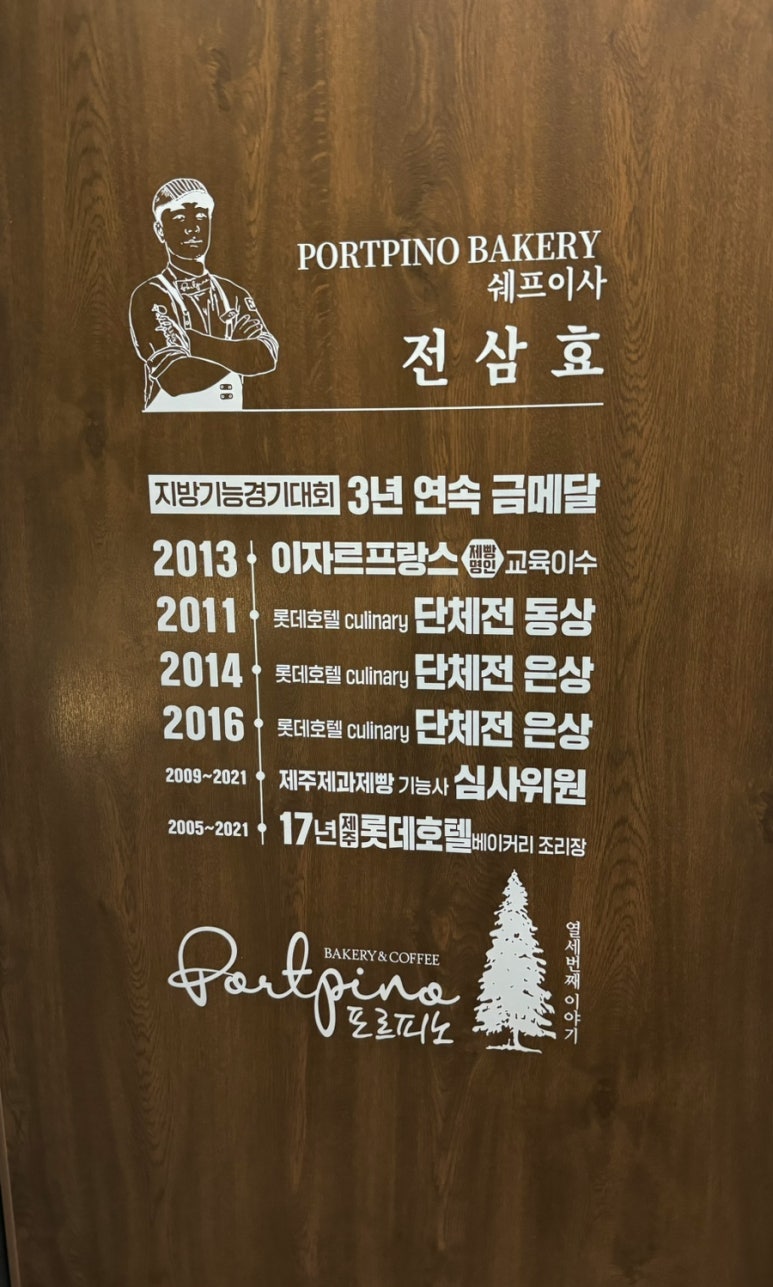 PORTPINO BAKERY
쉐프이사
전삼효
지방기능경기대회 3년 연속 금메달
2013 이자르프랑스 제빵명인 교육이수
2011 롯데호텔 culinary 단체전 동상
2014 롯데호텔 culinary 단체전 은상
2016 롯데호텔 culinary 단체전 은상
2009~2021 제주제과제빵 기능사 심사위원
2005~2021 17년 제주 롯데호텔 베이커리 조리장
BAKERY & COFFEE
Portpino
포르피노
열세번째 이야기